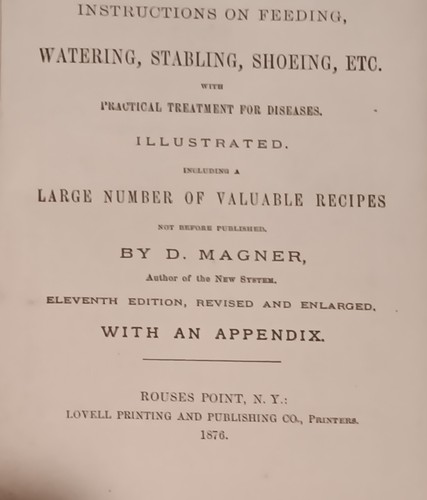 INSTRUCTIONS ON FEEDING,
WATERING, STABLING, SHOEING, ETC.
WITH
PRACTICAL TREATMENT FOR DISEASES.
ILLUSTRATED.
INCLUDING A
LARGE NUMBER OF VALUABLE RECIPES
NOT BEFORE PUBLISHED.
BY D. MAGNER,
Author of the NEW SYSTEM.
ELEVENTH EDITION, REVISED AND ENLARGED,
WITH AN APPENDIX.
ROUSES POINT, N. Y.:
LOVELL PRINTING AND PUBLISHING CO., PRINTERS.
1876.